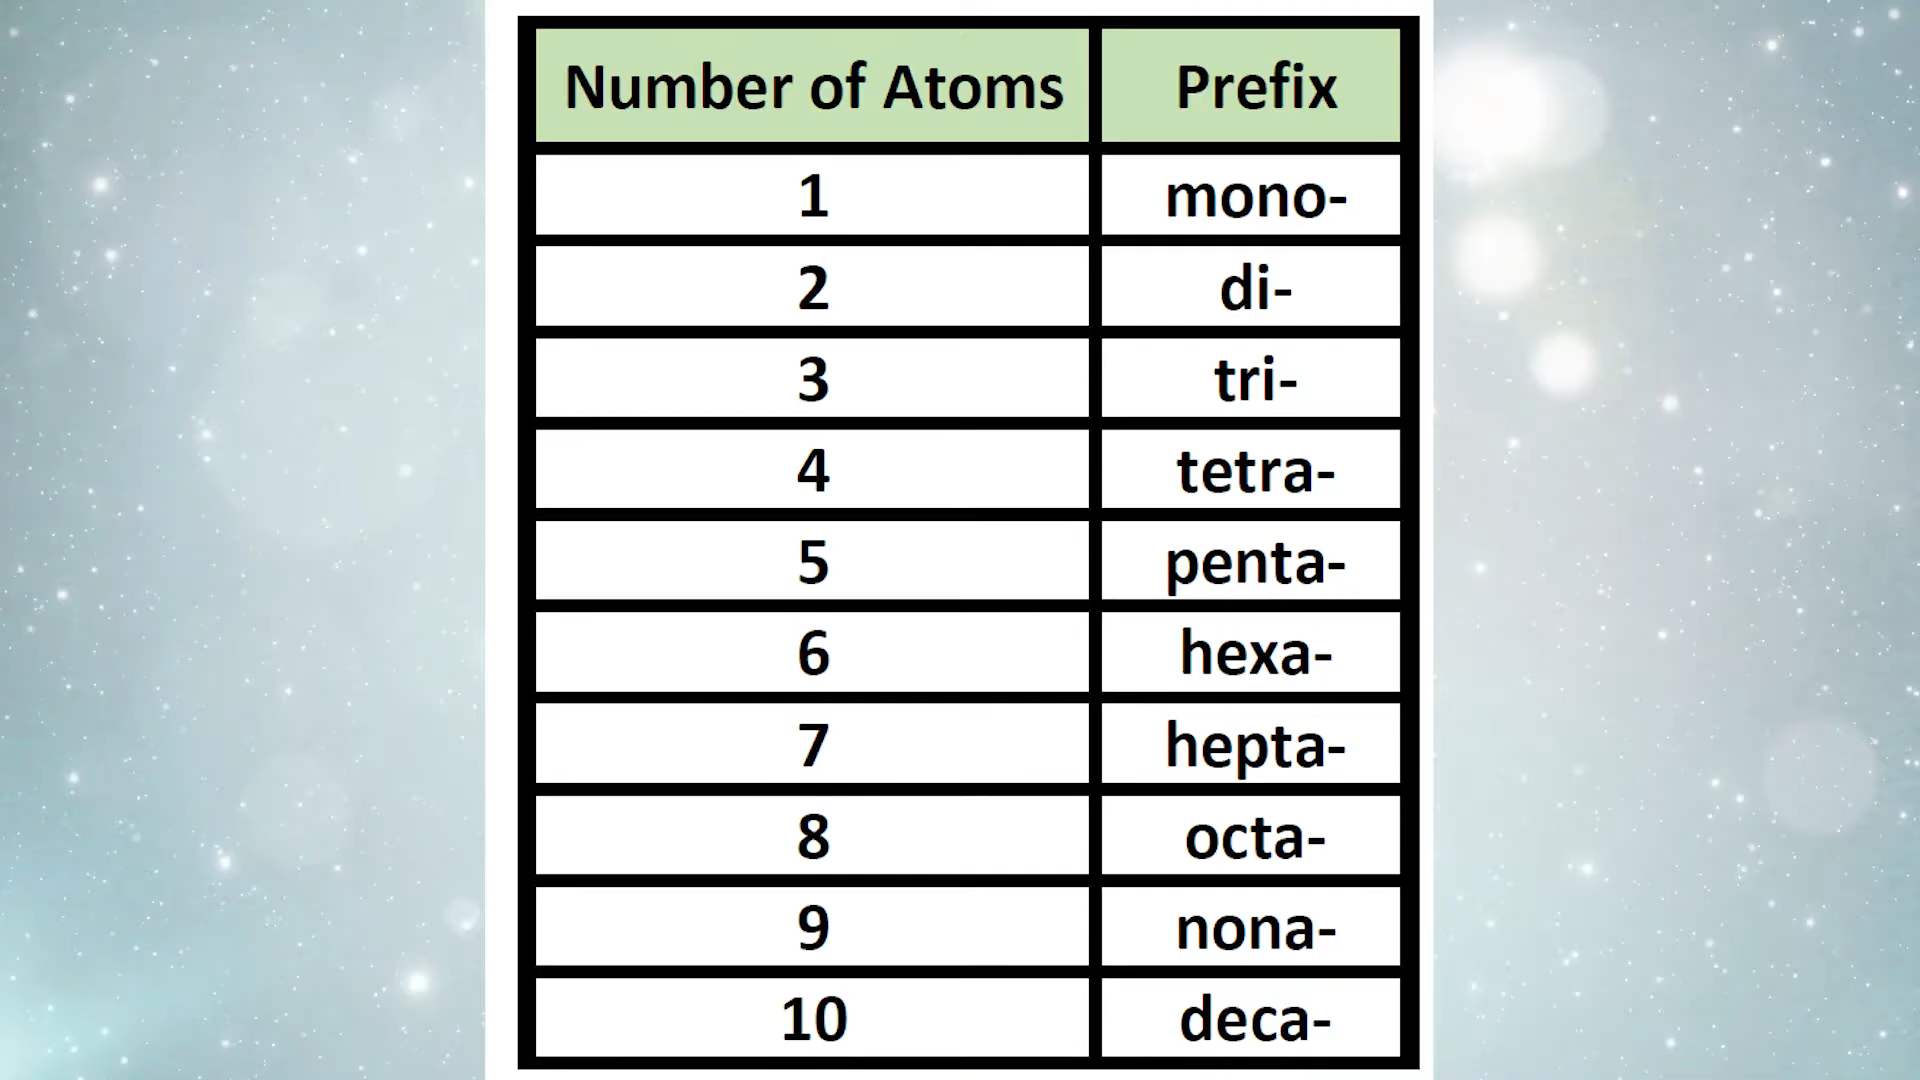 Number of Atoms Prefix
1 mono-
2 di-
3 tri-
4 tetra-
5 penta-
6 hexa-
7 hepta-
8 octa-
9 nona-
10 deca-